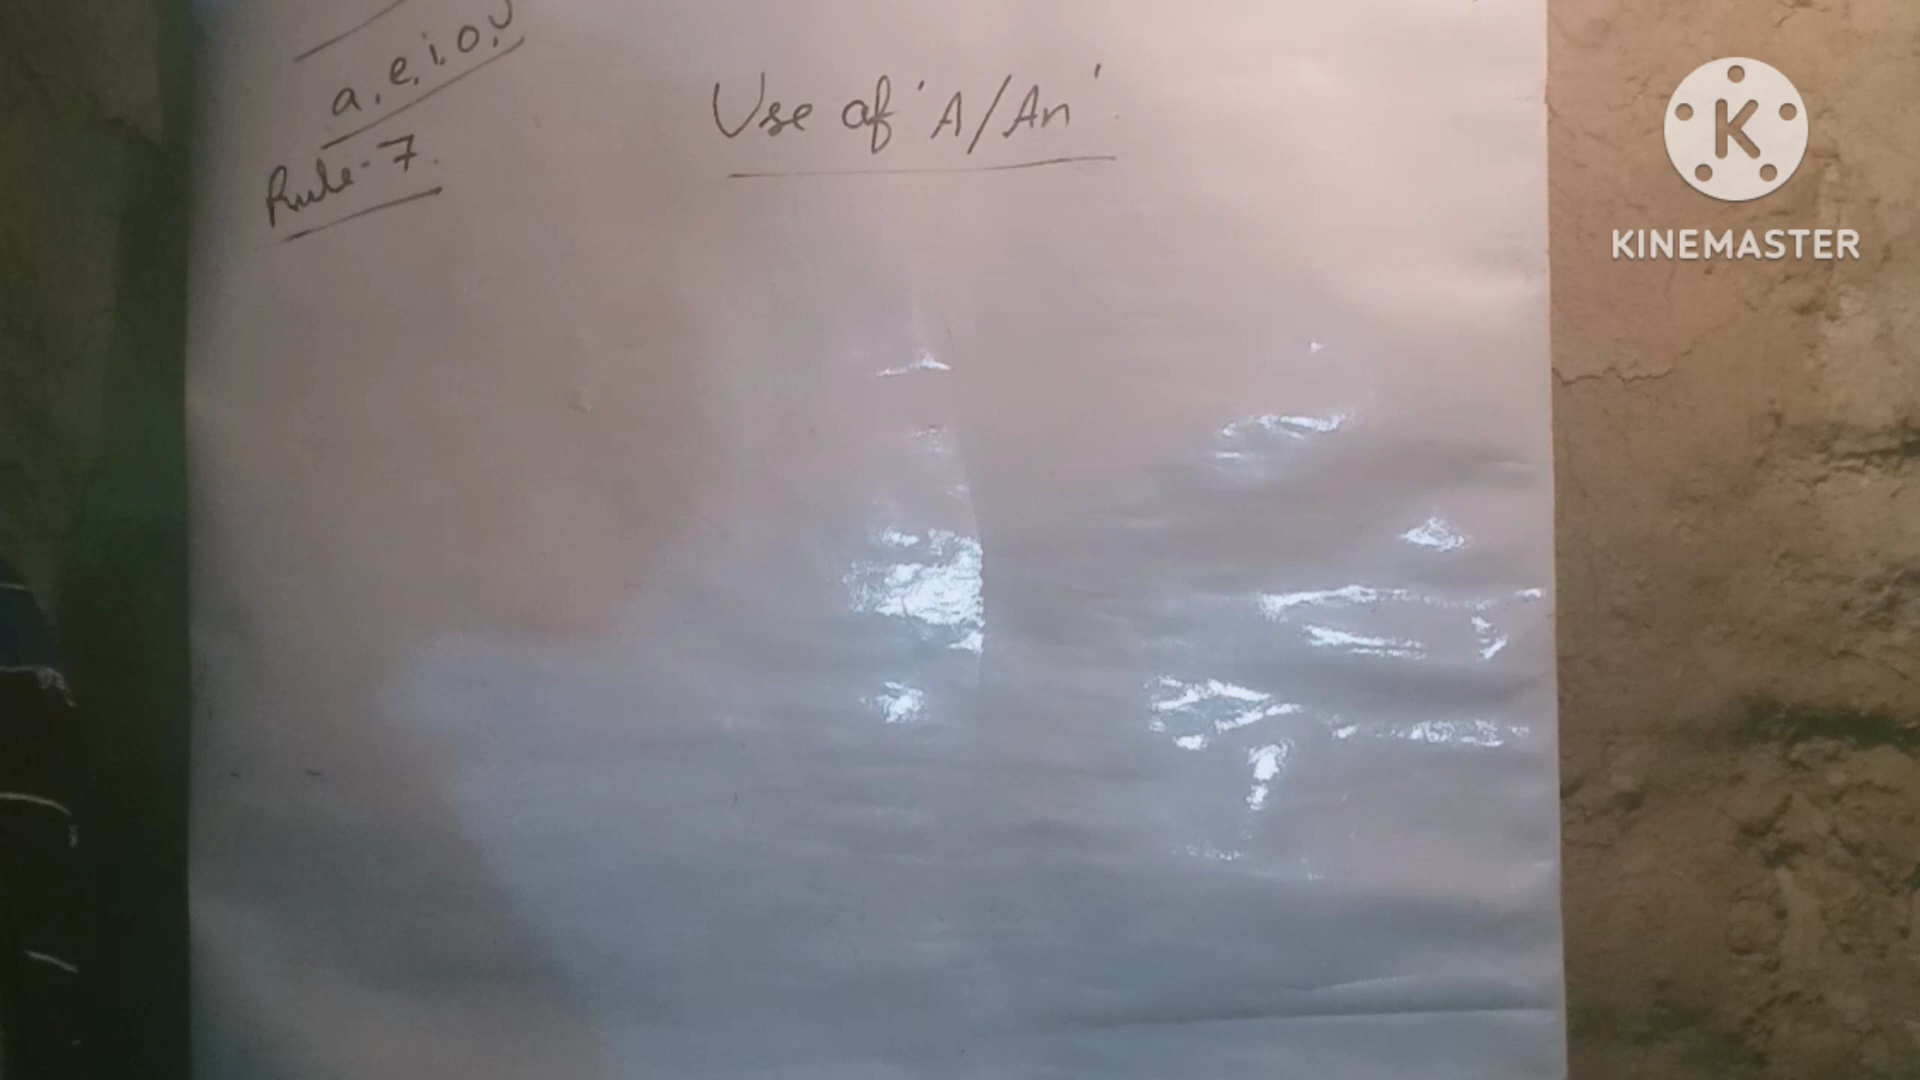 a, e, i, o, U
Rule-7.
Use of 'A/An'
K
KINEMASTER